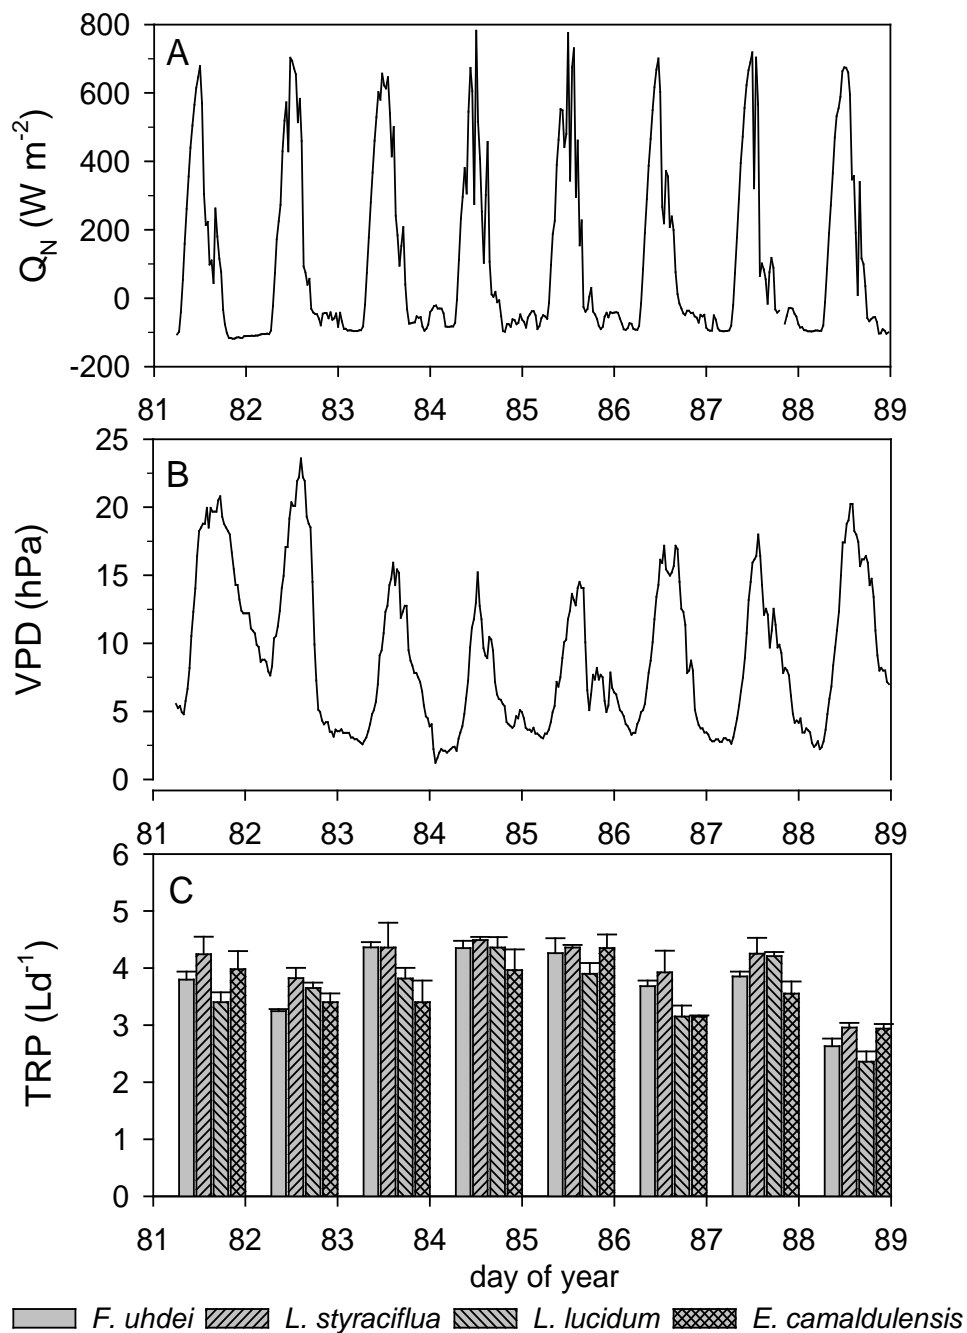 A
800
600
400
200
0
-200
Q_N (W m^-2)
81 82 83 84 85 86 87 88 89
B
25
20
15
10
5
0
VPD (hPa)
81 82 83 84 85 86 87 88 89
C
6
5
4
3
2
1
0
TRP (Ld^-1)
81 82 83 84 85 86 87 88 89
day of year
F. uhdei L. styraciflua L. lucidum E. camaldulensis